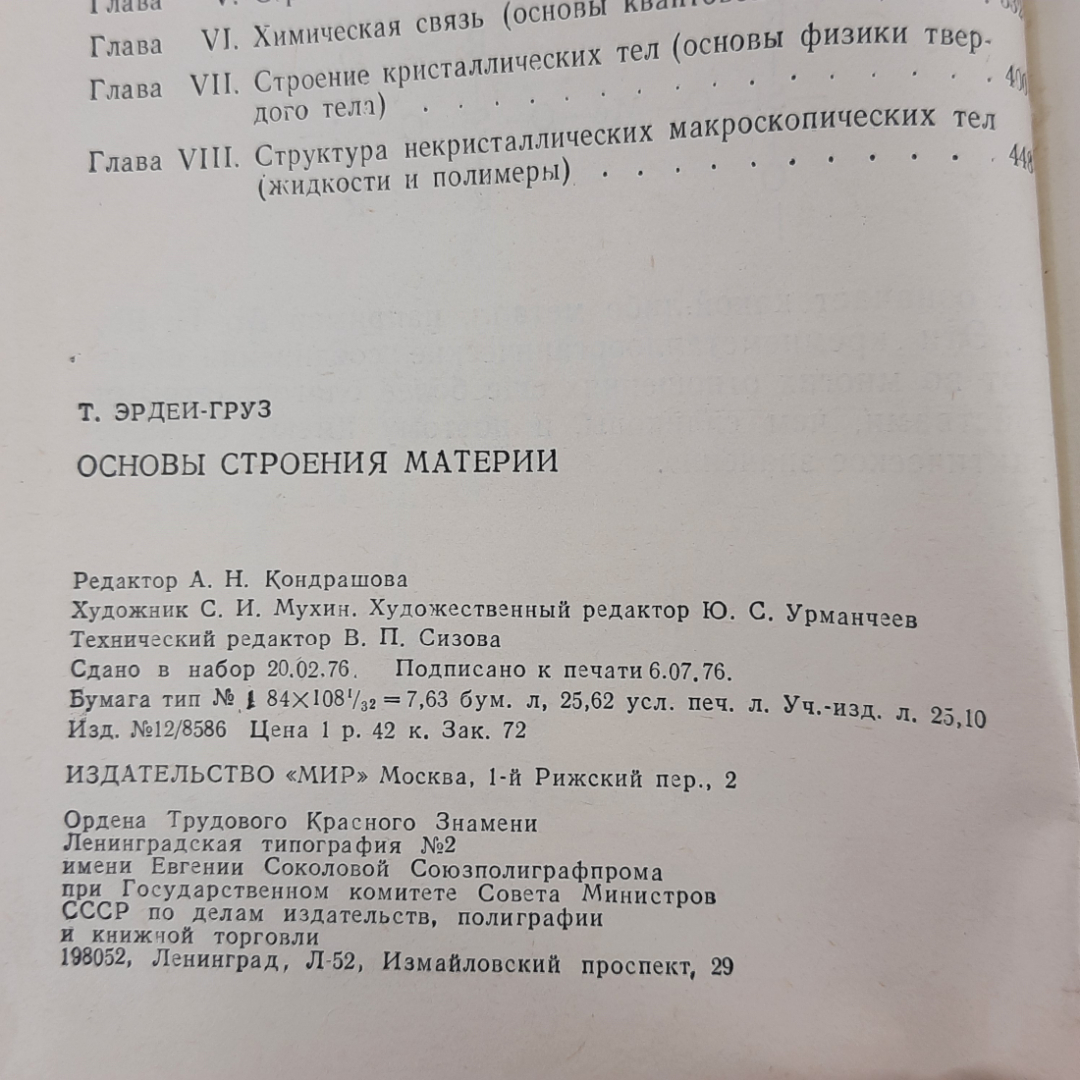 Глава V.
Глава VI. Химическая связь (основы
Глава VII. Строение кристаллических тел (основы физики твер-
дого тела) . . . . . . . . . . . . . . 400
Глава VIII. Структура некристаллических макроскопических тел
(жидкости и полимеры) . . . . . . . . . . 448
Т. ЭРДЕИ-ГРУЗ
ОСНОВЫ СТРОЕНИЯ МАТЕРИИ
Редактор А. Н. Кондрашова
Художник С. И. Мухин. Художественный редактор Ю. С. Урманчеев
Технический редактор В. П. Сизова
Сдано в набор 20.02.76. Подписано к печати 6.07.76.
Бумага тип № 1 84×108¹/₃₂ = 7,63 бум. л, 25,62 усл. печ. л. Уч.-изд. л. 25,10
Изд. №12/8586 Цена 1 р. 42 к. Зак. 72
ИЗДАТЕЛЬСТВО «МИР» Москва, 1-й Рижский пер., 2
Ордена Трудового Красного Знамени
Ленинградская типография №2
имени Евгении Соколовой Союзполиграфпрома
при Государственном комитете Совета Министров
СССР по делам издательств, полиграфии
и книжной торговли
198052, Ленинград, Л-52, Измайловский проспект, 29